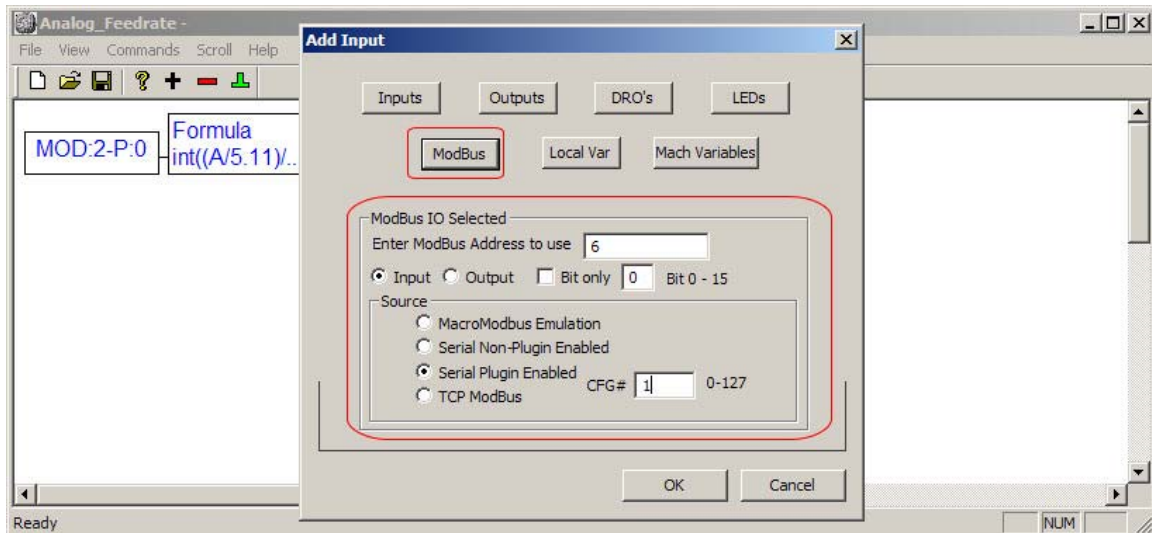 Analog_Feedrate -
File View Commands Scroll Help
MOD:2-P:0
Formula
int((A/5.11)/...
Add Input
Inputs Outputs DRO's LEDs
ModBus Local Var Mach Variables
ModBus IO Selected
Enter ModBus Address to use 6
Input Output Bit only 0 Bit 0 - 15
Source
MacroModbus Emulation
Serial Non-Plugin Enabled
Serial Plugin Enabled
CFG# 1 0-127
TCP ModBus
OK Cancel
Ready NUM